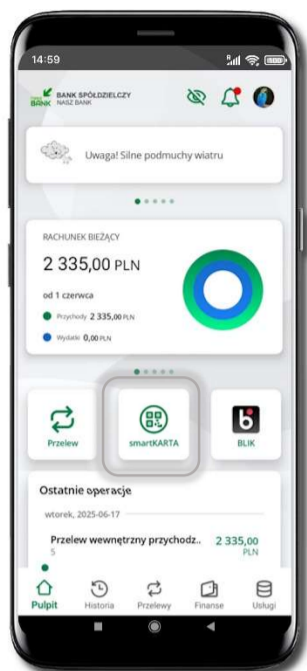 14:59
BANK SPÓŁDZIELCZY
BANK NASZ BANK
Uwaga! Silne podmuchy wiatru
RACHUNEK BIEŻĄCY
2 335,00 PLN
od 1 czerwca
Przychody 2 335,00 PLN
Wydatki 0,00 PLN
Przelew
smartKARTA
BLIK
Ostatnie operacje
wtorek, 2025-06-17
Przelew wewnętrzny przychodz.. 2 335,00
5 PLN
Pulpit Historia Przelewy Finanse Usługi